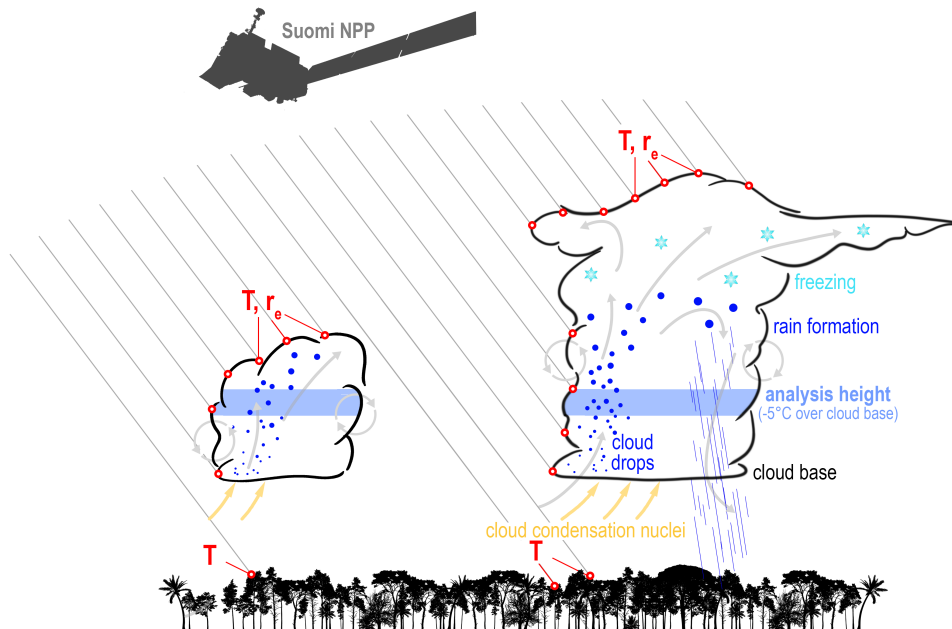 Suomi NPP
T, re
T, re
freezing
rain formation
analysis height
(-5°C over cloud base)
cloud
drops
cloud base
cloud condensation nuclei
T
T